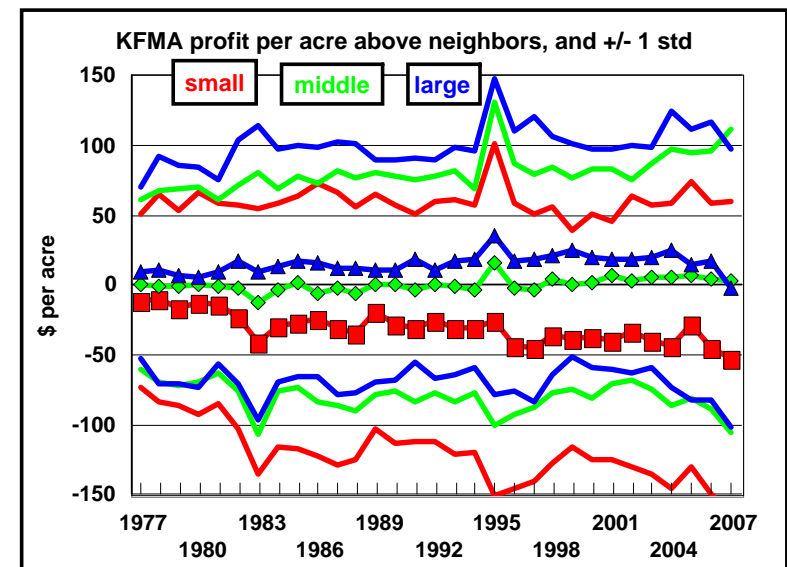 KFMA profit per acre above neighbors, and +/- 1 std
small middle large
$ per acre
150
100
50
0
-50
-100
-150
1977 1983 1989 1995 2001 2007
1980 1986 1992 1998 2004